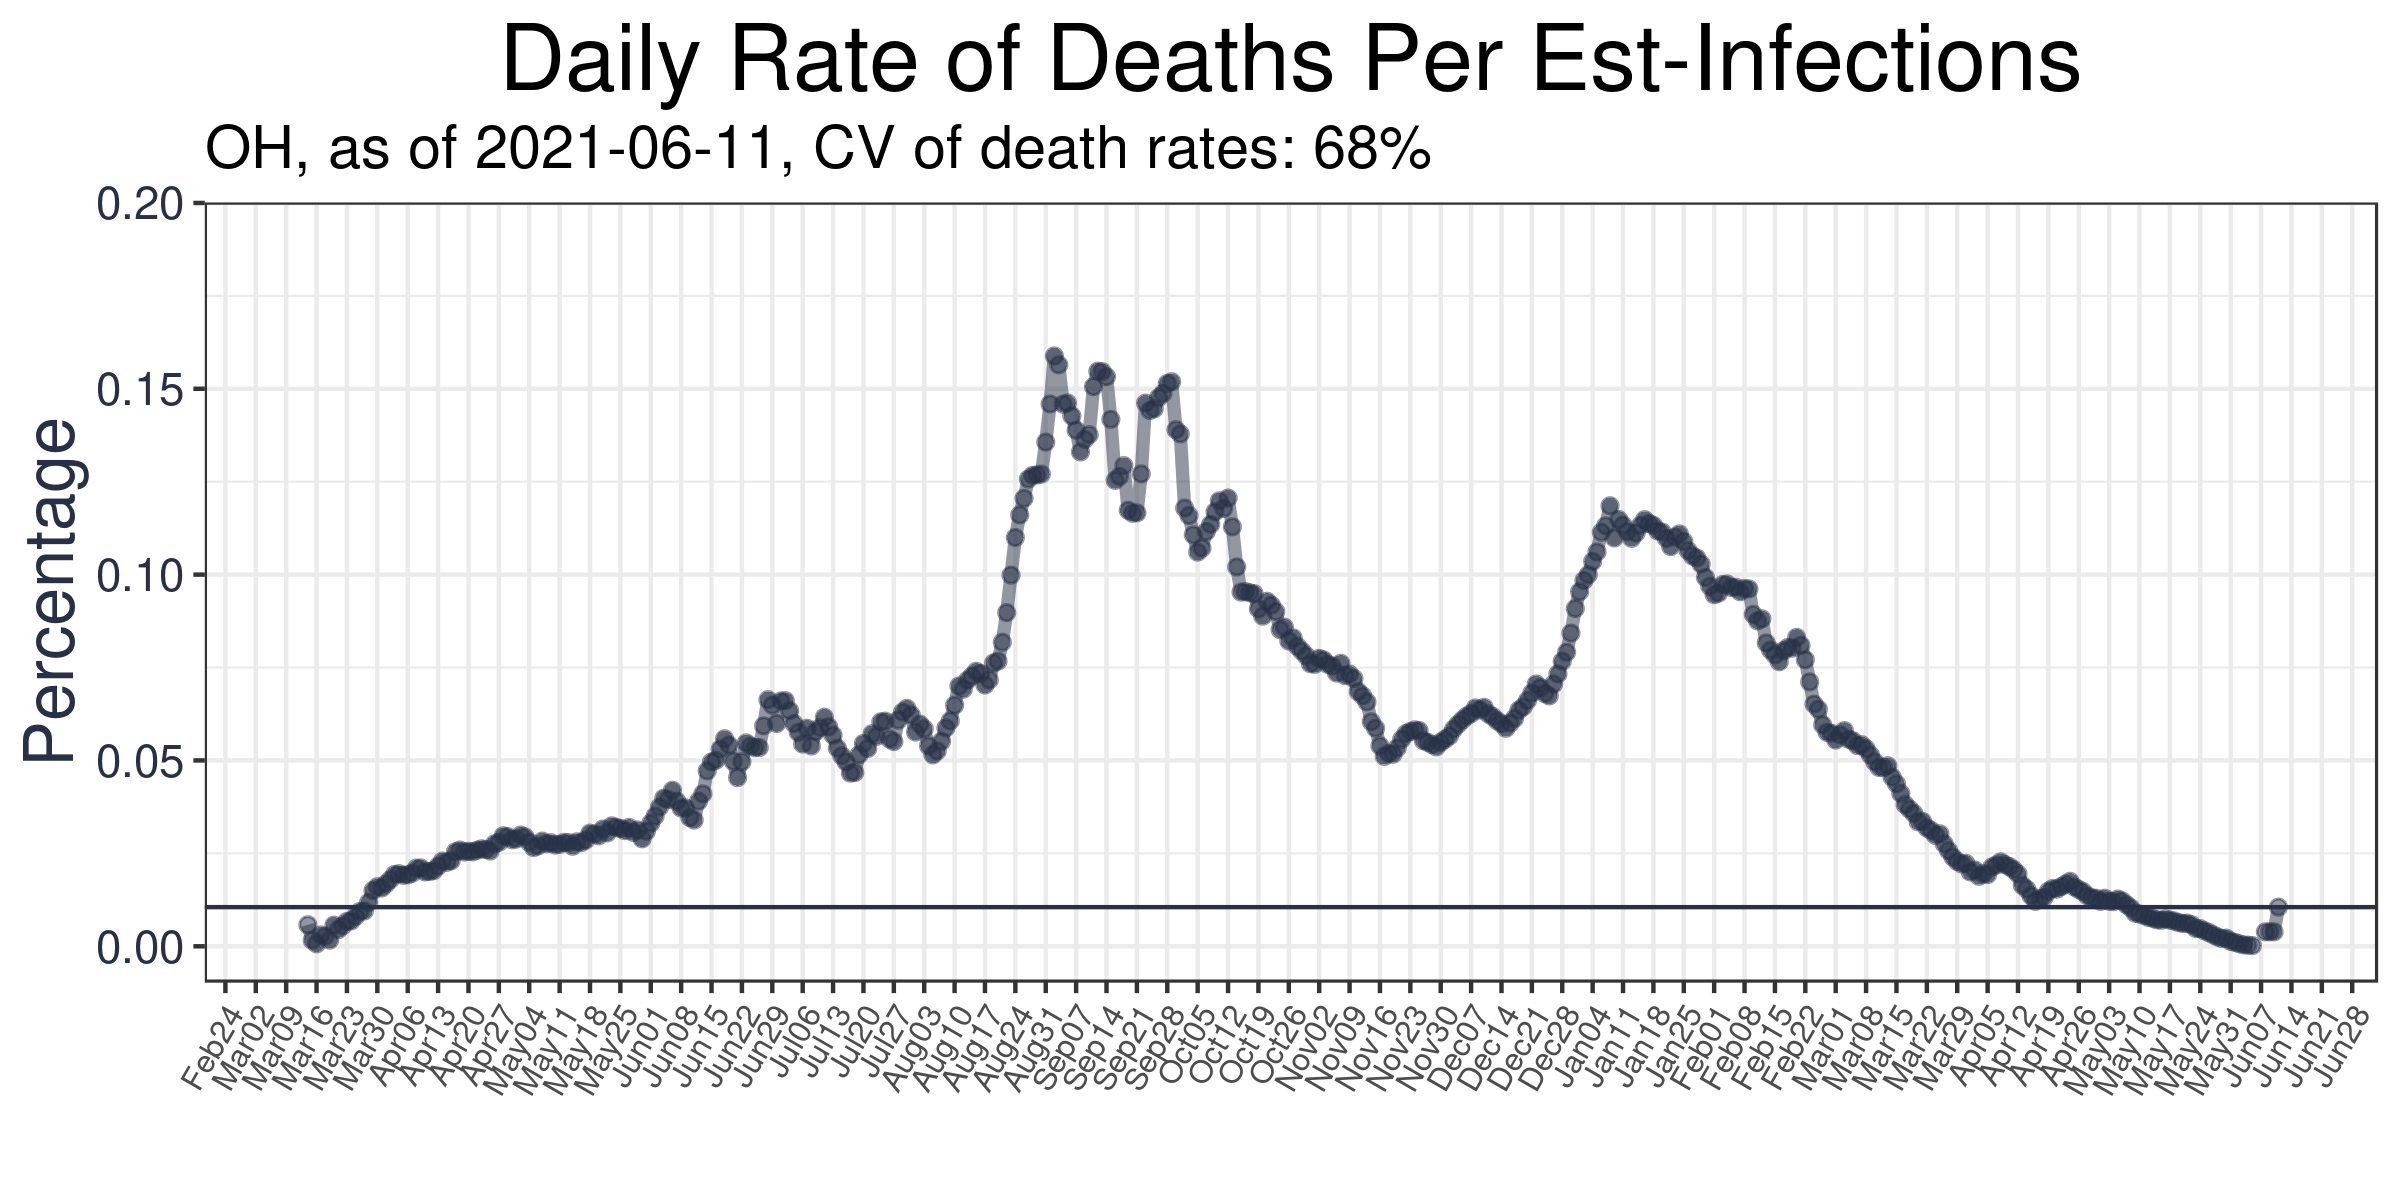 Daily Rate of Deaths Per Est-Infections
OH, as of 2021-06-11, CV of death rates: 68%
Percentage
0.20
0.15
0.10
0.05
0.00
Feb24
Mar02
Mar09
Mar16
Mar23
Mar30
Apr06
Apr13
Apr20
Apr27
May04
May11
May18
May25
Jun01
Jun08
Jun15
Jun22
Jun29
Jul06
Jul13
Jul20
Jul27
Aug03
Aug10
Aug17
Aug24
Aug31
Sep07
Sep14
Sep21
Sep28
Oct05
Oct12
Oct19
Oct26
Nov02
Nov09
Nov16
Nov23
Nov30
Dec07
Dec14
Dec21
Dec28
Jan04
Jan11
Jan18
Jan25
Feb01
Feb08
Feb15
Feb22
Mar01
Mar08
Mar15
Mar22
Mar29
Apr05
Apr12
Apr19
Apr26
May03
May10
May17
May24
May31
Jun07
Jun14
Jun21
Jun28